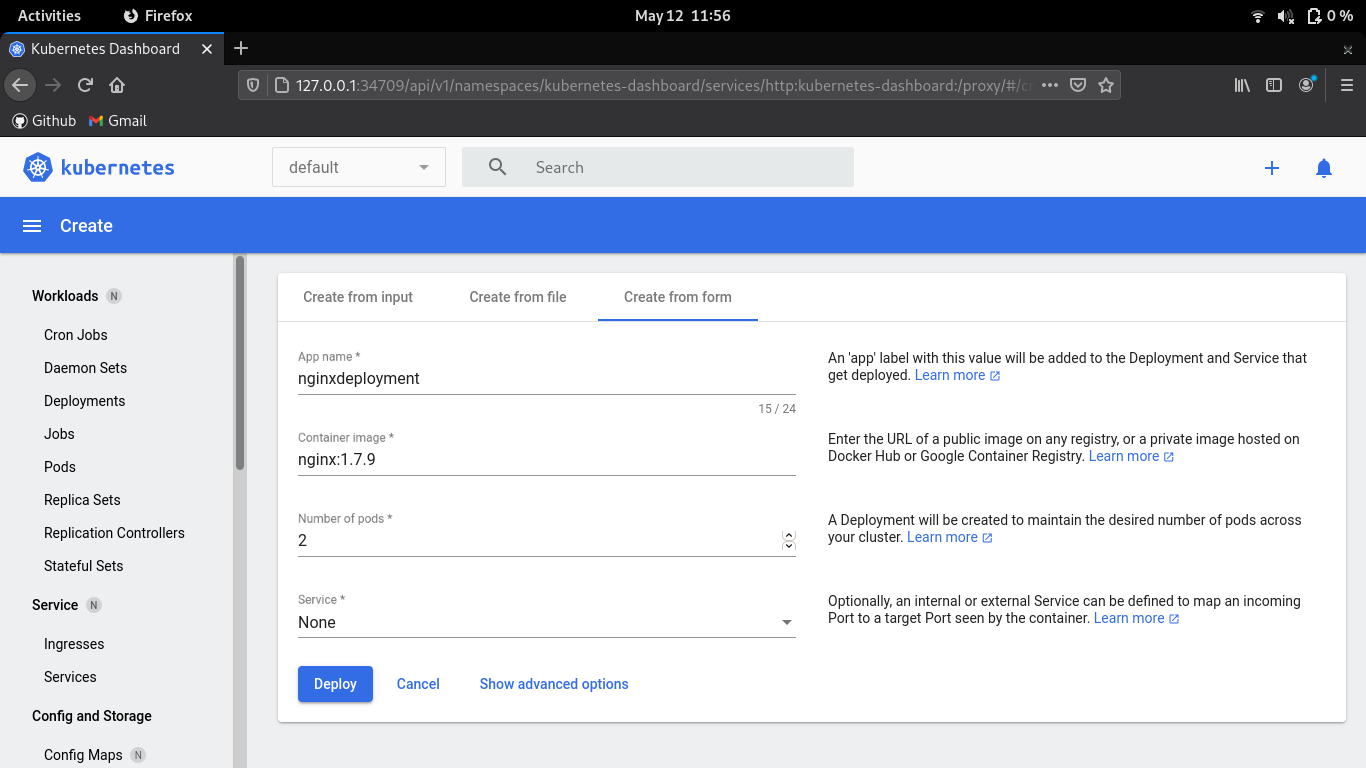 Activities Firefox May 12 11:56 0 %
Kubernetes Dashboard
127.0.0.1:34709/api/v1/namespaces/kubernetes-dashboard/services/http:kubernetes-dashboard:/proxy/#/
Github Gmail
kubernetes default Search
Create
Workloads N
Cron Jobs
Daemon Sets
Deployments
Jobs
Pods
Replica Sets
Replication Controllers
Stateful Sets
Service N
Ingresses
Services
Config and Storage
Config Maps N
Create from input Create from file Create from form
App name *
nginxdeployment
15 / 24
An 'app' label with this value will be added to the Deployment and Service that
get deployed. Learn more
Container image *
nginx:1.7.9
Enter the URL of a public image on any registry, or a private image hosted on
Docker Hub or Google Container Registry. Learn more
Number of pods *
2
A Deployment will be created to maintain the desired number of pods across
your cluster. Learn more
Service *
None
Optionally, an internal or external Service can be defined to map an incoming
Port to a target Port seen by the container. Learn more
Deploy Cancel Show advanced options